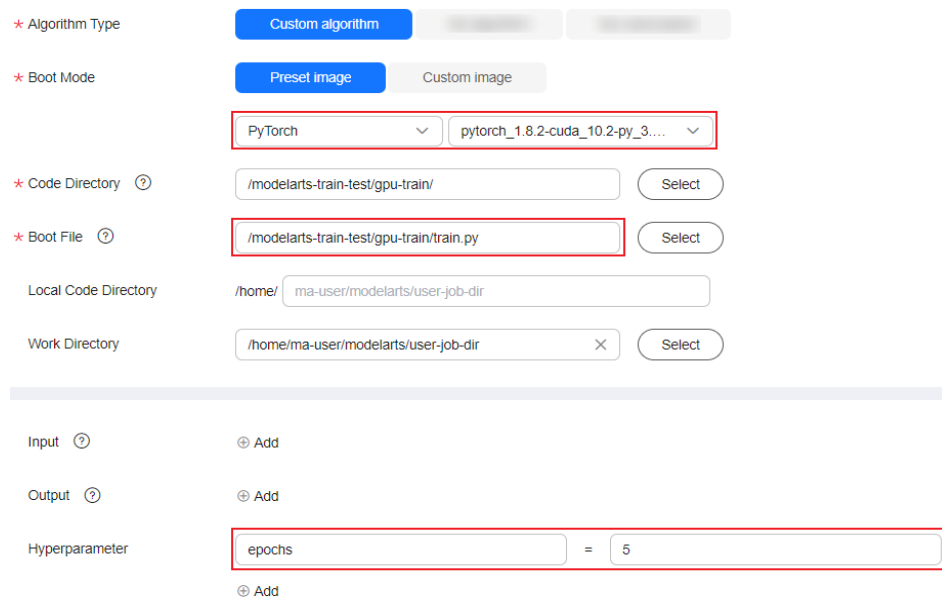 * Algorithm Type Custom algorithm
* Boot Mode Preset image Custom image
PyTorch pytorch_1.8.2-cuda_10.2-py_3....
* Code Directory ? /modelarts-train-test/gpu-train/ Select
* Boot File ? /modelarts-train-test/gpu-train/train.py Select
Local Code Directory /home/ ma-user/modelarts/user-job-dir
Work Directory /home/ma-user/modelarts/user-job-dir Select
Input ? Add
Output ? Add
Hyperparameter epochs = 5
Add